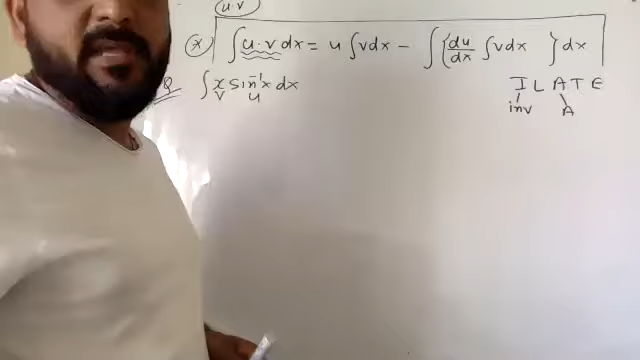 u v
(*) ∫ u · v dx = u ∫ v dx - ∫ { du/dx ∫ v dx } dx
Q ∫ x sin⁻¹x dx
v u
I L A T E
inv A